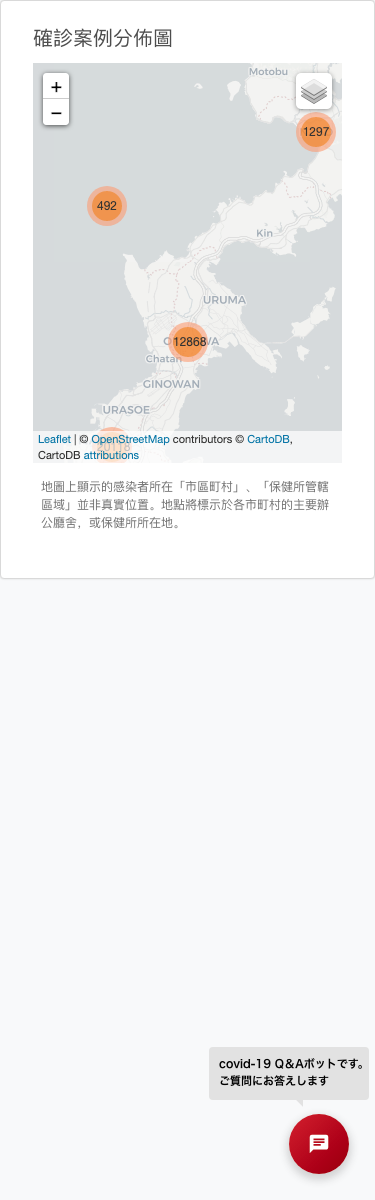 確診案例分佈圖
Motobu
+
−
1297
492
Kin
URUMA
12868
Chatan
GINOWAN
URASOE
Leaflet | © OpenStreetMap contributors © CartoDB,
CartoDB attributions
地圖上顯示的感染者所在「市區町村」、「保健所管轄
區域」並非真實位置。地點將標示於各市町村的主要辦
公廳舍，或保健所所在地。
covid-19 Q&Aボットです。
ご質問にお答えします